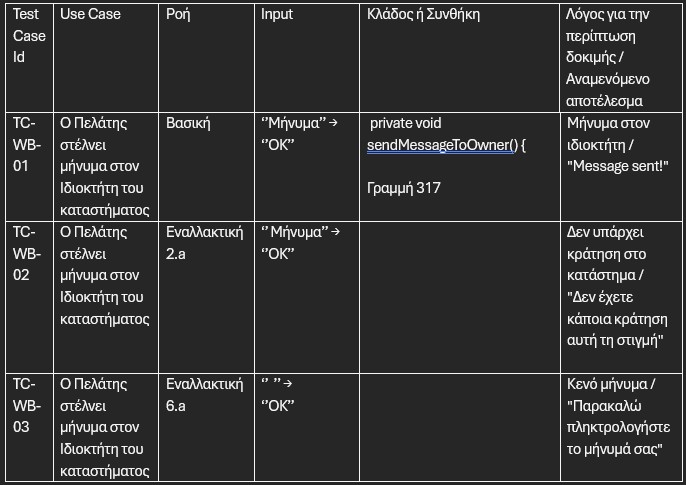 Test Case Id
Use Case
Ροή
Input
Κλάδος ή Συνθήκη
Λόγος για την περίπτωση δοκιμής / Αναμενόμενο αποτέλεσμα
TC-WB-01
Ο Πελάτης στέλνει μήνυμα στον Ιδιοκτήτη του καταστήματος
Βασική
‘’Μήνυμα’’ → ‘’ΟΚ’’
private void sendMessageToOwner() {
Γραμμή 317
Μήνυμα στον ιδιοκτήτη / "Message sent!"
TC-WB-02
Ο Πελάτης στέλνει μήνυμα στον Ιδιοκτήτη του καταστήματος
Εναλλακτική 2.a
‘’ Μήνυμα’’ → ‘’ΟΚ’’
Δεν υπάρχει κράτηση στο κατάστημα / "Δεν έχετε κάποια κράτηση αυτή τη στιγμή"
TC-WB-03
Ο Πελάτης στέλνει μήνυμα στον Ιδιοκτήτη του καταστήματος
Εναλλακτική 6.a
‘’ ’’ → ‘’ΟΚ’’
Κενό μήνυμα / "Παρακαλώ πληκτρολογήστε το μήνυμά σας"